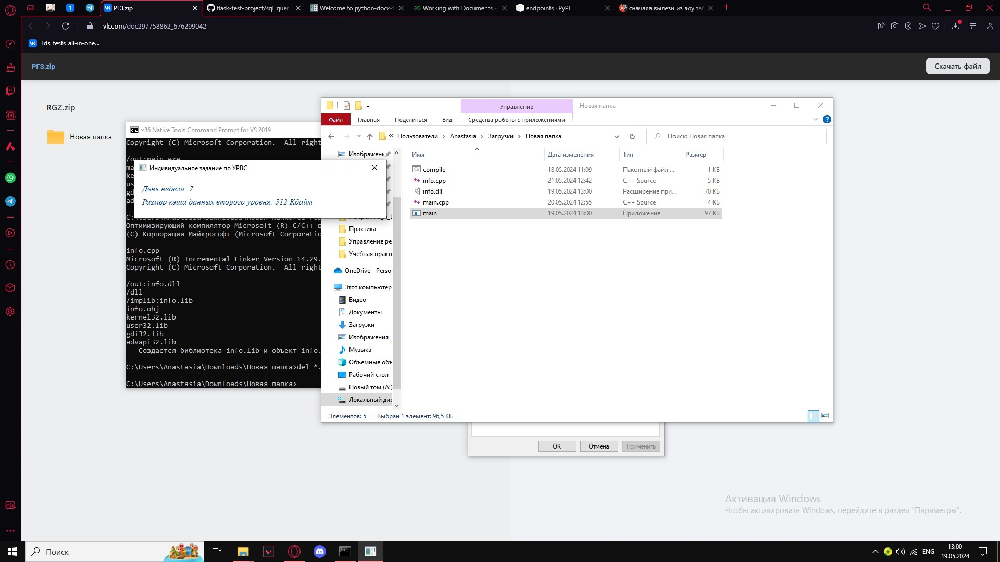 РГЗ.zip
flask-test-project/sql_queri
Welcome to python-docx-
Working with Documents -
endpoints · PyPI
сначала вылези из лоу таб
vk.com/doc297758862_676299042
Tds_tests_all-in-one...
РГЗ.zip
Скачать файл
RGZ.zip
Новая папка
x86 Native Tools Command Prompt for VS 2019
Copyright (C) Microsoft Corporation.  All right
/out:main.exe
ma
ke
us
gd
ad
Оптимизирующий компилятор Microsoft (R) C/C++ в
(C) Корпорация Майкрософт (Microsoft Corporatio
info.cpp
Microsoft (R) Incremental Linker Version 14.29.
Copyright (C) Microsoft Corporation.  All right
/out:info.dll
/dll
/implib:info.lib
info.obj
kernel32.lib
user32.lib
gdi32.lib
advapi32.lib
Создается библиотека info.lib и объект info.
C:\Users\Anastasia\Downloads\Новая папка>del *.
C:\Users\Anastasia\Downloads\Новая папка>
Индивидуальное задание по УРВС
День недели: 7
Размер кэша данных второго уровня: 512 Кбайт
Управление
Новая папка
Файл
Главная
Поделиться
Вид
Средства работы с приложениями
« Пользователи › Anastasia › Загрузки › Новая папка
Поиск: Новая папка
Имя
Дата изменения
Тип
Размер
compile 18.05.2024 11:09 Пакетный файл ... 1 КБ
info.cpp 21.05.2024 12:42 C++ Source 5 КБ
info.dll 19.05.2024 13:00 Расширение при... 70 КБ
main.cpp 20.05.2024 12:55 C++ Source 4 КБ
main 19.05.2024 13:00 Приложение 97 КБ
Изображени
Практика
Управление ре
Учебная практи
OneDrive - Person
Этот компьютер
Видео
Документы
Загрузки
Изображения
Музыка
Объемные объ
Рабочий стол
Новый том (A:)
Локальный дис
Элементов: 5
Выбран 1 элемент: 96,5 КБ
OK
Отмена
Применить
Активация Windows
Чтобы активировать Windows, перейдите в раздел "Параметры".
Поиск
ENG
13:00
19.05.2024